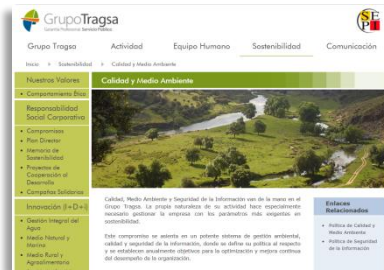 GrupoTragsa
SEPI
Grupo Tragsa
Actividad
Equipo Humano
Sostenibilidad
Comunicación
Inicio > Sostenibilidad > Calidad y Medio Ambiente
Nuestros Valores
Comportamiento Ético
Responsabilidad
Social Corporativa
Compromisos
Plan Director
Memoria de
Sostenibilidad
Proyectos de
Cooperación al
Desarrollo
Campañas Solidarias
Innovación (I+D+i)
Gestión Integral del
Agua
Medio Natural y
Marino
Medio Rural y
Agroalimentario
Calidad y Medio Ambiente
Calidad, Medio Ambiente y Seguridad de la Información van de la mano en el
Grupo Tragsa. La propia naturaleza de su actividad hace especialmente
necesario gestionar la empresa con los parámetros más exigentes en
sostenibilidad.
Este compromiso se asienta en un potente sistema de gestión ambiental,
calidad y seguridad de la información, donde se define su política al respecto
y se establecen anualmente objetivos para la optimización y mejora continua
del desempeño de la organización.
Enlaces
Relacionados
Política de Calidad y
Medio Ambiente
Política de Seguridad
de la Información